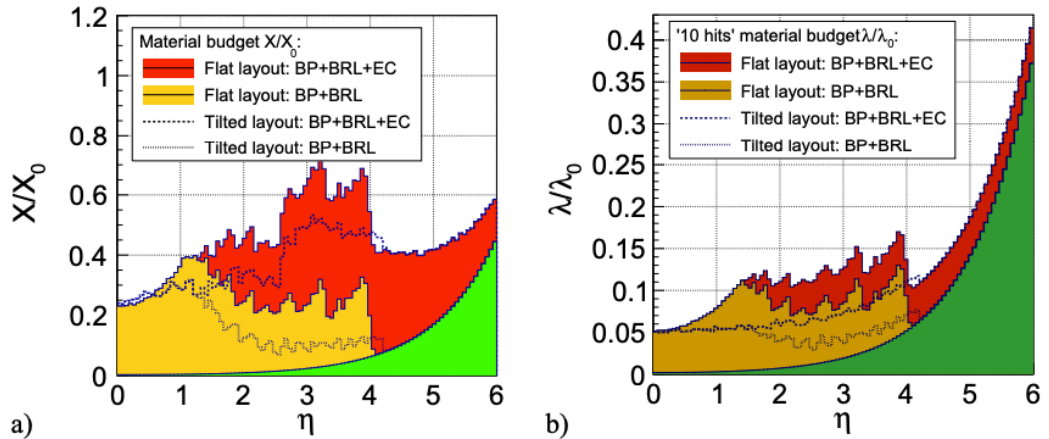 1.2
1
0.8
0.6
0.4
0.2
0
X/X0
Material budget X/X0:
Flat layout: BP+BRL+EC
Flat layout: BP+BRL
Tilted layout: BP+BRL+EC
Tilted layout: BP+BRL
0 1 2 3 4 5 6
η
a)
0.4
0.35
0.3
0.25
0.2
0.15
0.1
0.05
0
λ/λ0
'10 hits' material budget λ/λ0:
Flat layout: BP+BRL+EC
Flat layout: BP+BRL
Tilted layout: BP+BRL+EC
Tilted layout: BP+BRL
0 1 2 3 4 5 6
η
b)